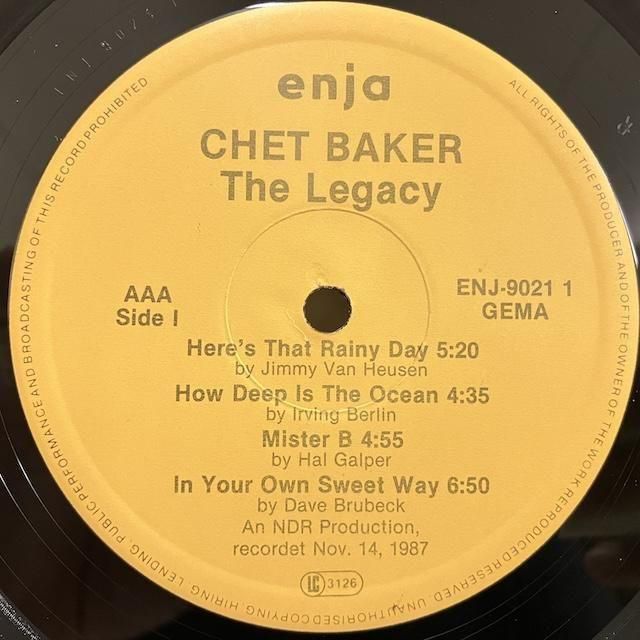 enja
CHET BAKER
The Legacy
AAA
Side I
ENJ-9021 1
GEMA
Here's That Rainy Day 5:20
by Jimmy Van Heusen
How Deep Is The Ocean 4:35
by Irving Berlin
Mister B 4:55
by Hal Galper
In Your Own Sweet Way 6:50
by Dave Brubeck
An NDR Production,
recordet Nov. 14, 1987
LC 3126
ALL RIGHTS OF THE PRODUCER AND OF THE OWNER OF THE WORK REPRODUCED RESERVED. UNAUTHORISED COPYING, HIRING, LENDING, PUBLIC PERFORMANCE AND BROADCASTING OF THIS RECORD PROHIBITED